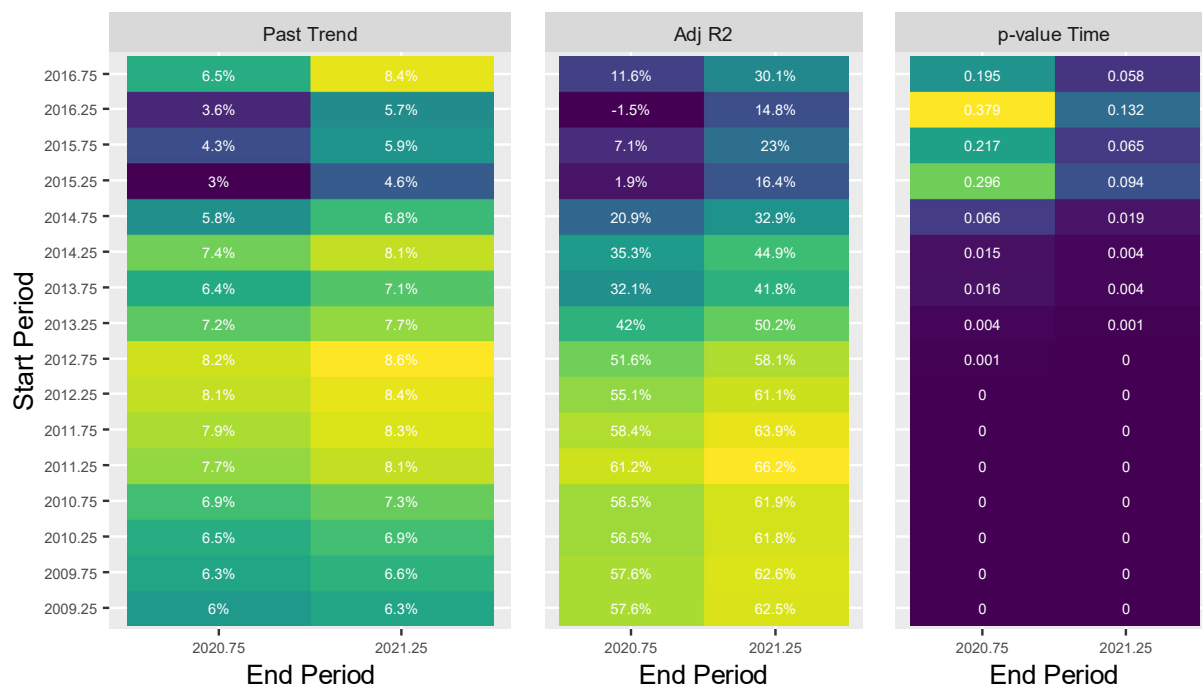 Past Trend Adj R2 p-value Time
2016.75 6.5% 8.4% 11.6% 30.1% 0.195 0.058
2016.25 3.6% 5.7% -1.5% 14.8% 0.379 0.132
2015.75 4.3% 5.9% 7.1% 23% 0.217 0.065
2015.25 3% 4.6% 1.9% 16.4% 0.296 0.094
2014.75 5.8% 6.8% 20.9% 32.9% 0.066 0.019
2014.25 7.4% 8.1% 35.3% 44.9% 0.015 0.004
2013.75 6.4% 7.1% 32.1% 41.8% 0.016 0.004
2013.25 7.2% 7.7% 42% 50.2% 0.004 0.001
2012.75 8.2% 8.6% 51.6% 58.1% 0.001 0
2012.25 8.1% 8.4% 55.1% 61.1% 0 0
2011.75 7.9% 8.3% 58.4% 63.9% 0 0
2011.25 7.7% 8.1% 61.2% 66.2% 0 0
2010.75 6.9% 7.3% 56.5% 61.9% 0 0
2010.25 6.5% 6.9% 56.5% 61.8% 0 0
2009.75 6.3% 6.6% 57.6% 62.6% 0 0
2009.25 6% 6.3% 57.6% 62.5% 0 0
Start Period
2020.75 2021.25 2020.75 2021.25 2020.75 2021.25
End Period End Period End Period